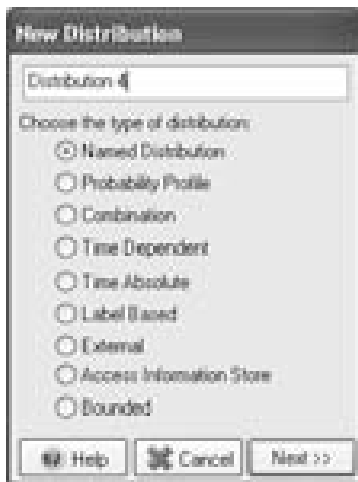 New Distribution
Distribution 4
Choose the type of distribution:
Named Distribution
Probability Profile
Combination
Time Dependent
Time Absolute
Label Based
External
Access Information Store
Bounded
Help
Cancel
Next >>